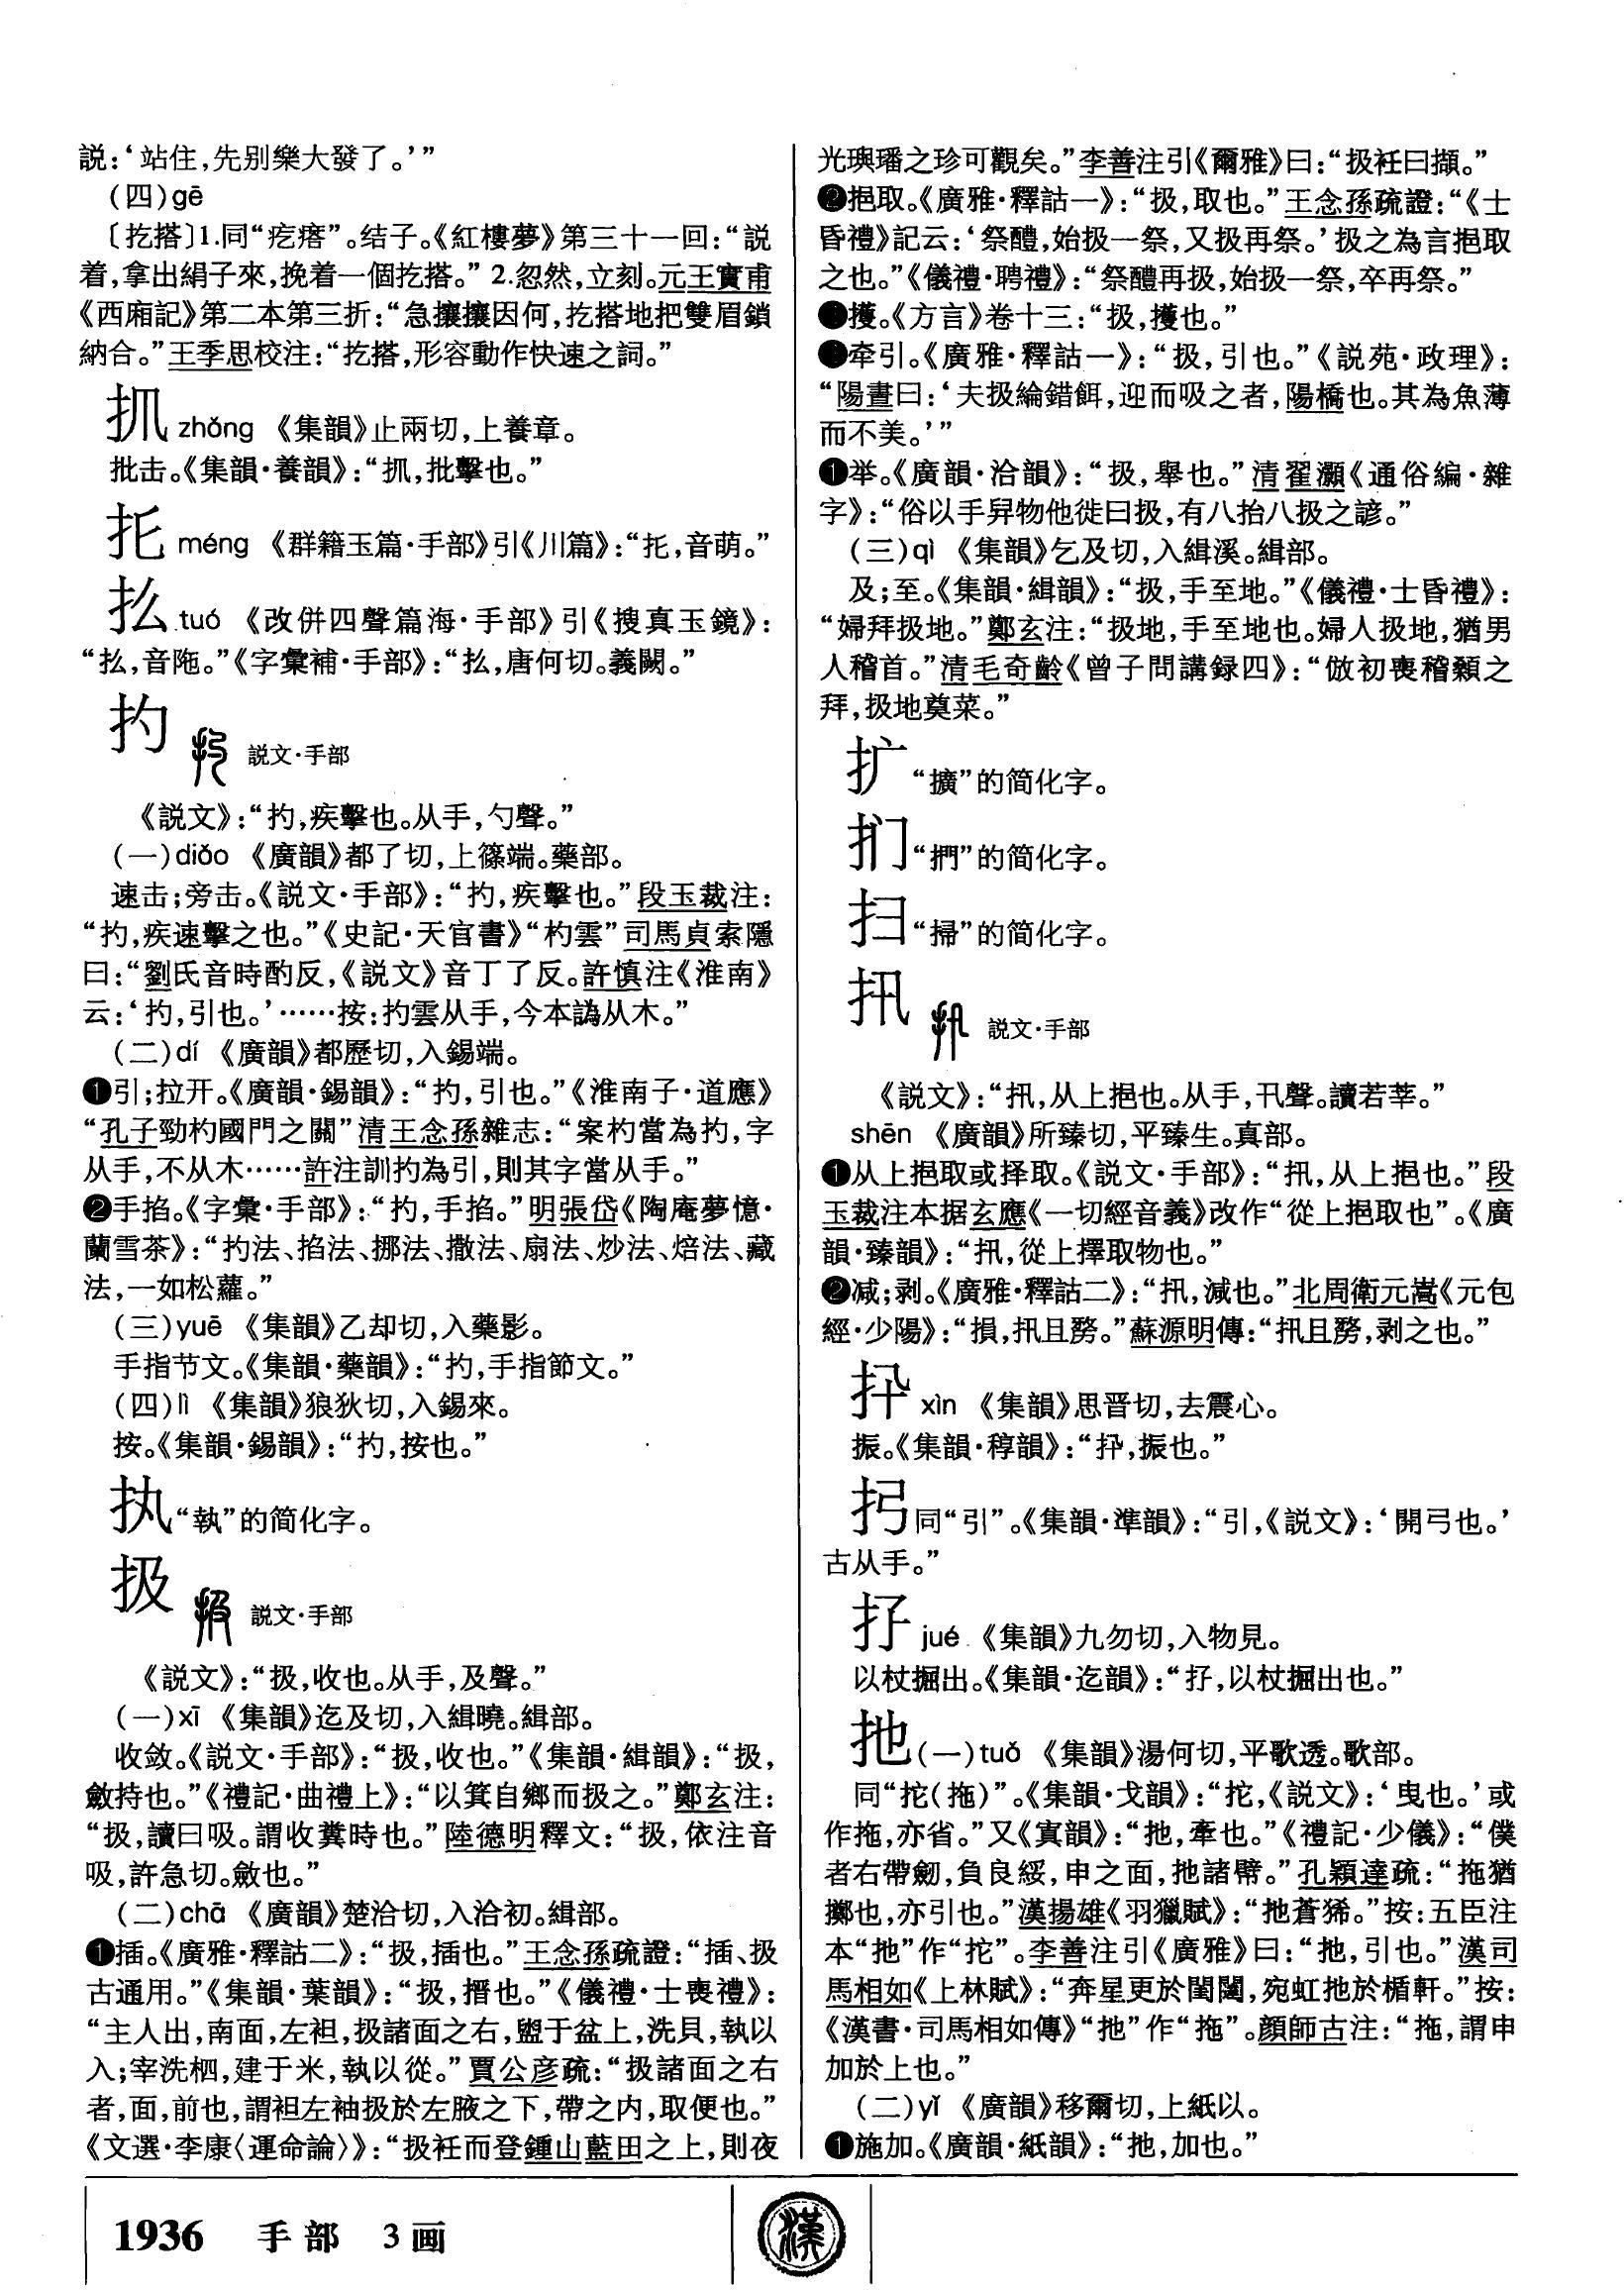 説：‘站住，先别樂大發了。’”
（四）gē
〔扢搭〕1.同“疙瘩”。结子。《紅樓夢》第三十一回：“説
着，拿出絹子來，挽着一個扢搭。” 2.忽然，立刻。元王實甫
《西廂記》第二本第三折：“急攘攘因何，扢搭地把雙眉鎖
納合。”王季思校注：“扢搭，形容動作快速之詞。”
扟 zhǒng 《集韻》止兩切，上養章。
批击。《集韻·養韻》：“抓，批擊也。”
méng 《群籍玉篇·手部》引《川篇》：“，音萌。”
tuó 《改併四聲篇海·手部》引《搜真玉鏡》：
“払，音陁。”《字彙補·手部》：“払，唐何切。義闕。”
扚 説文·手部
《説文》：“扚，疾擊也。从手，勺聲。”
（一）diǎo 《廣韻》都了切，上篠端。藥部。
速击；旁击。《説文·手部》：“扚，疾擊也。”段玉裁注：
“扚，疾速擊之也。”《史記·天官書》“杓雲”司馬貞索隱
曰：“劉氏音時酌反，《説文》音丁了反。許慎注《淮南》
云：‘扚，引也。’……按：扚雲从手，今本譌从木。”
（二）dí 《廣韻》都歷切，入錫端。
❶引；拉开。《廣韻·錫韻》：“扚，引也。”《淮南子·道應》
“孔子勁杓國門之關”清王念孫雜志：“案杓當為扚，字
从手，不从木……許注訓扚為引，則其字當从手。”
❷手掐。《字彙·手部》：“扚，手掐。”明張岱《陶庵夢憶·
蘭雪茶》：“扚法、掐法、挪法、撒法、扇法、炒法、焙法、藏
法，一如松蘿。”
（三）yuē 《集韻》乙却切，入藥影。
手指节文。《集韻·藥韻》：“扚，手指節文。”
（四）lì 《集韻》狼狄切，入錫來。
按。《集韻·錫韻》：“扚，按也。”
执 “執”的简化字。
扱 説文·手部
《説文》：“扱，收也。从手，及聲。”
（一）xī 《集韻》迄及切，入緝曉。緝部。
收敛。《説文·手部》：“扱，收也。”《集韻·緝韻》：“扱，
斂持也。”《禮記·曲禮上》：“以箕自鄉而扱之。”鄭玄注：
“扱，讀曰吸。謂收糞時也。”陸德明釋文：“扱，依注音
吸，許急切。斂也。”
（二）chā 《廣韻》楚洽切，入洽初。緝部。
❶插。《廣雅·釋詁二》：“扱，插也。”王念孫疏證：“插、扱
古通用。”《集韻·葉韻》：“扱，搢也。”《儀禮·士喪禮》：
“主人出，南面，左袒，扱諸面之右，盥于盆上，洗貝，執以
入；宰洗柶，建于米，執以從。”賈公彦疏：“扱諸面之右
者，面，前也，謂袒左袖扱於左腋之下，帶之内，取便也。”
《文選·李康〈運命論〉》：“扱衽而登鍾山藍田之上，則夜
光璵璠之珍可觀矣。”李善注引《爾雅》曰：“扱衽曰擷。”
❷挹取。《廣雅·釋詁一》：“扱，取也。”王念孫疏證：“《士
昏禮》記云：‘祭醴，始扱一祭，又扱再祭。’扱之為言挹取
之也。”《儀禮·聘禮》：“祭醴再扱，始扱一祭，卒再祭。”
❸擭。《方言》卷十三：“扱，擭也。”
❹牵引。《廣雅·釋詁一》：“扱，引也。”《説苑·政理》：
“陽晝曰：‘夫扱綸錯餌，迎而吸之者，陽橋也。其為魚薄
而不美。’”
❶举。《廣韻·洽韻》：“扱，舉也。”清翟灝《通俗編·雜
字》：“俗以手舁物他徙曰扱，有八抬八扱之諺。”
（三）qì 《集韻》乞及切，入緝溪。緝部。
及；至。《集韻·緝韻》：“扱，手至地。”《儀禮·士昏禮》：
“婦拜扱地。”鄭玄注：“扱地，手至地也。婦人扱地，猶男
人稽首。”清毛奇齡《曾子問講録四》：“倣初喪稽顙之
拜，扱地奠菜。”
扩 “擴”的简化字。
扪 “捫”的简化字。
扫 “掃”的简化字。
扟 説文·手部
《説文》：“扟，从上挹也。从手，卂聲。讀若莘。”
shēn 《廣韻》所臻切，平臻生。真部。
❶从上挹取或择取。《説文·手部》：“扟，从上挹也。”段
玉裁注本据玄應《一切經音義》改作“從上挹取也”。《廣
韻·臻韻》：“扟，從上擇取物也。”
❷减；剥。《廣雅·釋詁二》：“扟，減也。”北周衛元嵩《元包
經·少陽》：“損，扟且剺。”蘇源明傳：“扟且剺，剥之也。”
xìn 《集韻》思晋切，去震心。
振。《集韻·稕韻》：“，振也。”
同“引”。《集韻·準韻》：“引，《説文》：‘開弓也。’
古从手。”
jué 《集韻》九勿切，入物見。
以杖掘出。《集韻·迄韻》：“，以杖掘出也。”
扡（一）tuǒ 《集韻》湯何切，平歌透。歌部。
同“拕（拖）”。《集韻·戈韻》：“拕，《説文》：‘曳也。’或
作拖，亦省。”又《寘韻》：“扡，牽也。”《禮記·少儀》：“僕
者右帶劒，負良綏，申之面，扡諸幦。”孔穎達疏：“拖猶
擲也，亦引也。”漢揚雄《羽獵賦》：“扡蒼豨。”按：五臣注
本“扡”作“拕”。李善注引《廣雅》曰：“扡，引也。”漢司
馬相如《上林賦》：“奔星更於閨闥，宛虹扡於楯軒。”按：
《漢書·司馬相如傳》“扡”作“拖”。顔師古注：“拖，謂申
加於上也。”
（二）yǐ 《廣韻》移爾切，上紙以。
❶施加。《廣韻·紙韻》：“扡，加也。”
1936 手部 3画
漢